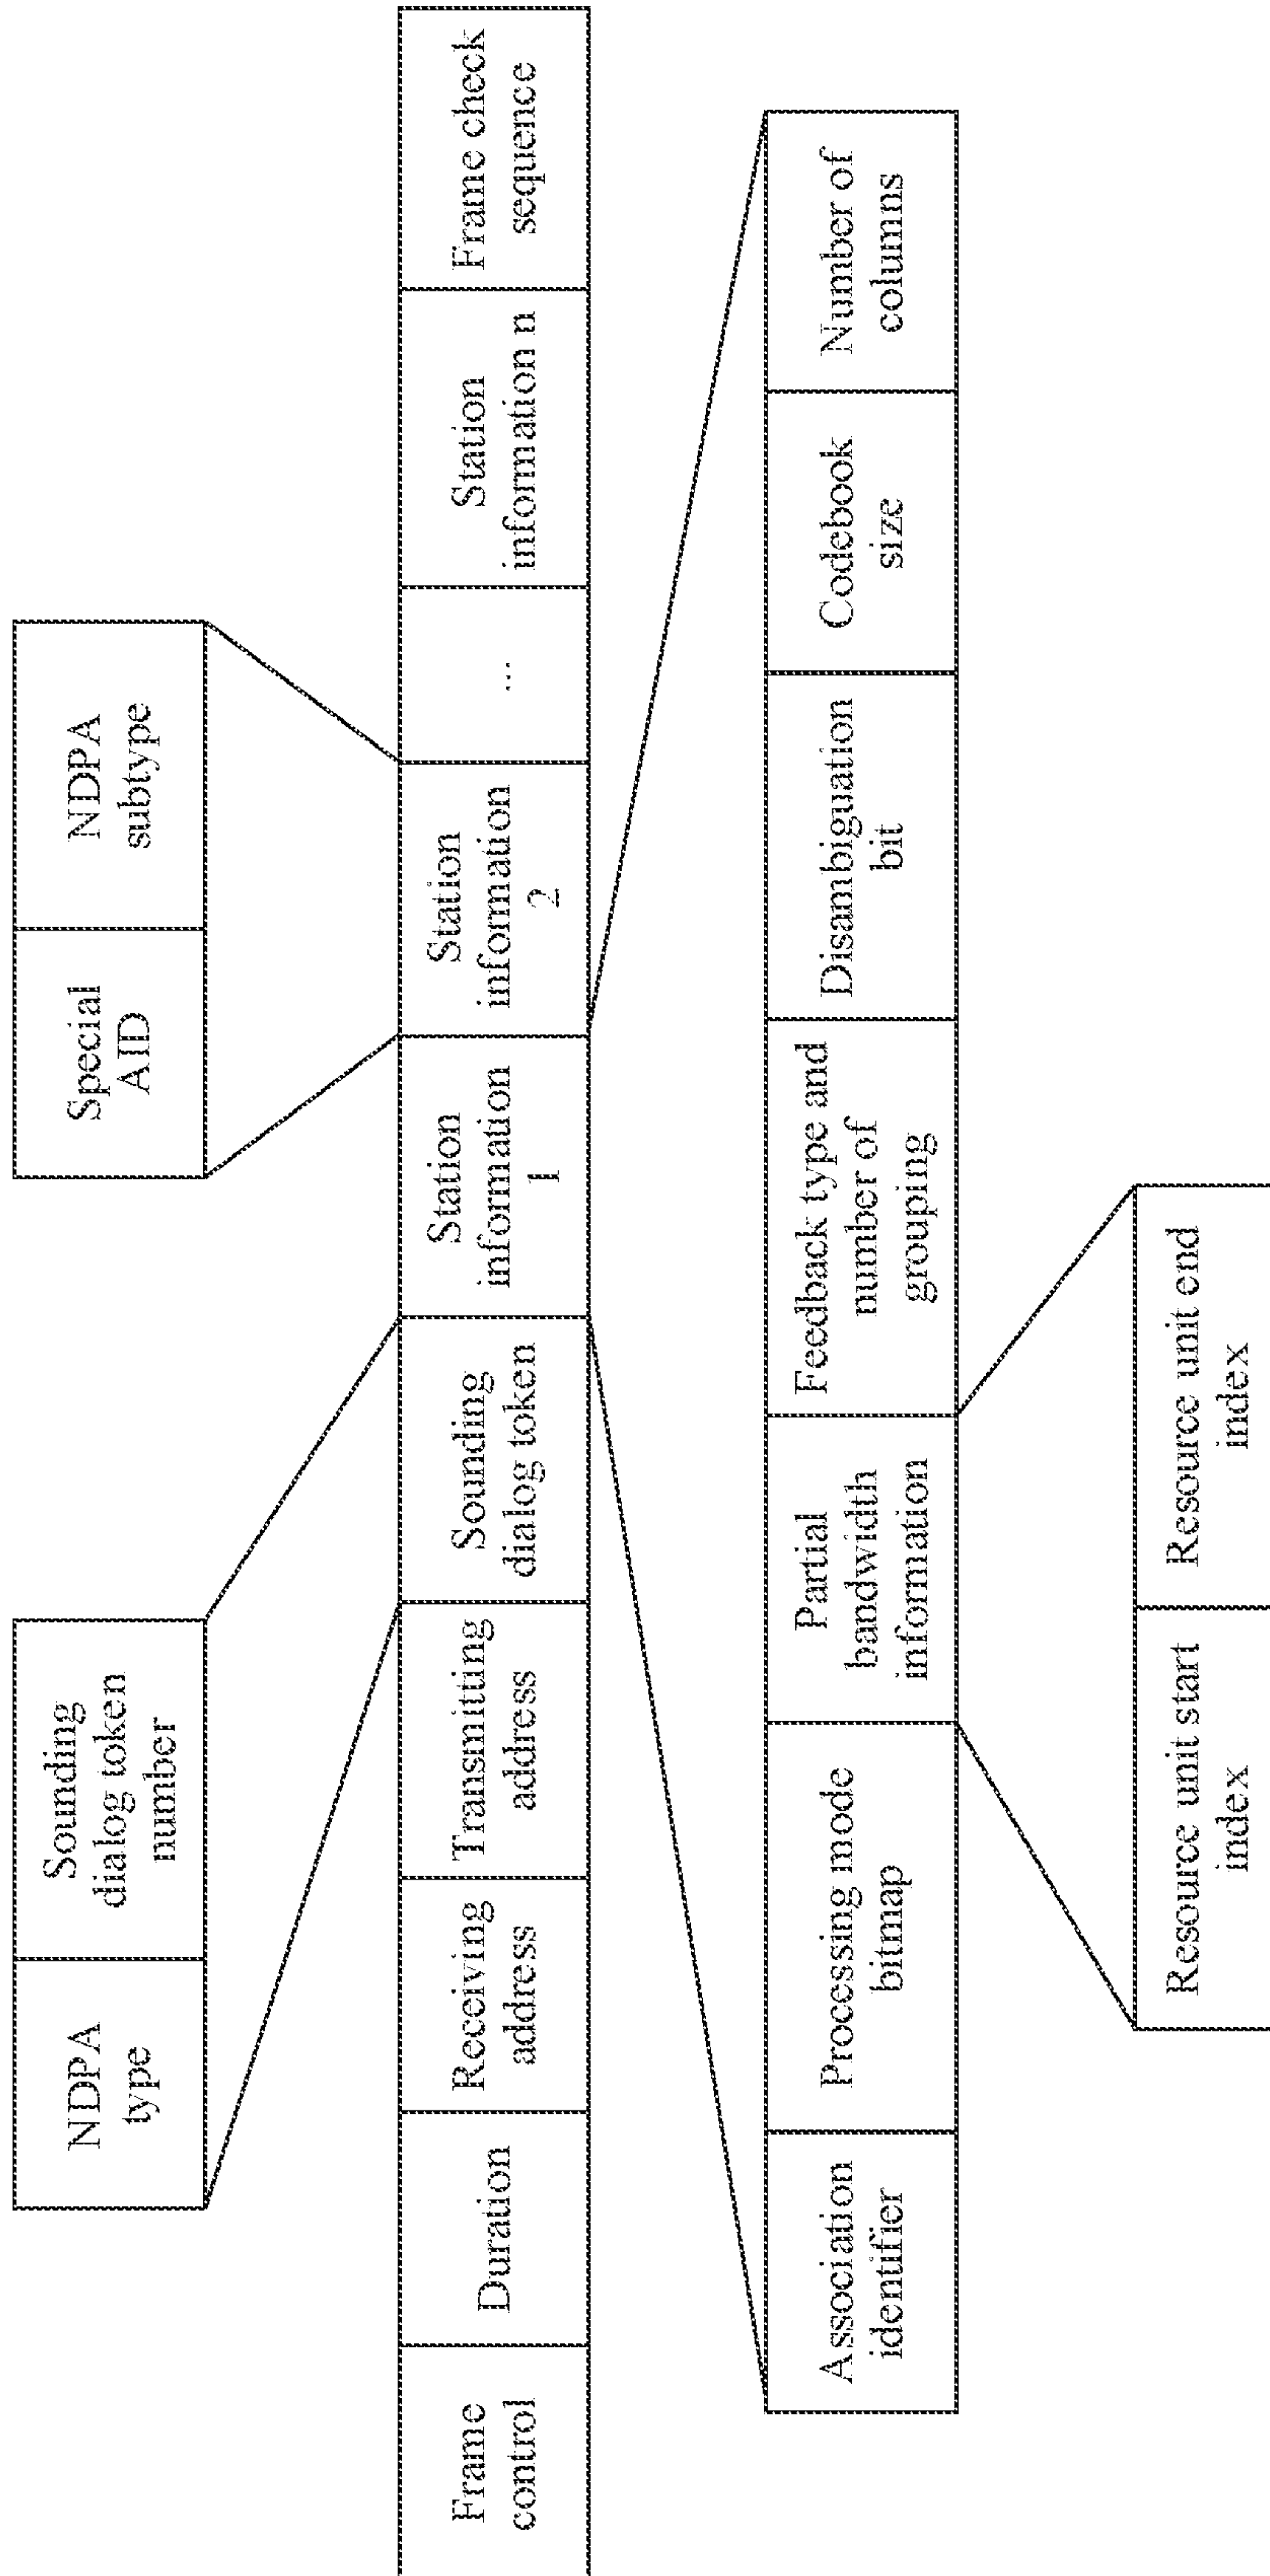 NDPA
type
Sounding
dialog token
number
Special
AID
NDPA
subtype
Frame
control
Duration
Receiving
address
Transmitting
address
Sounding
dialog token
Station
information
1
Station
information
2
...
Station
information n
Frame check
sequence
Association
identifier
Processing mode
bitmap
Partial
bandwidth
information
Feedback type and
number of
grouping
Disambiguation
bit
Codebook
size
Number of
columns
Resource unit start
index
Resource unit end
index